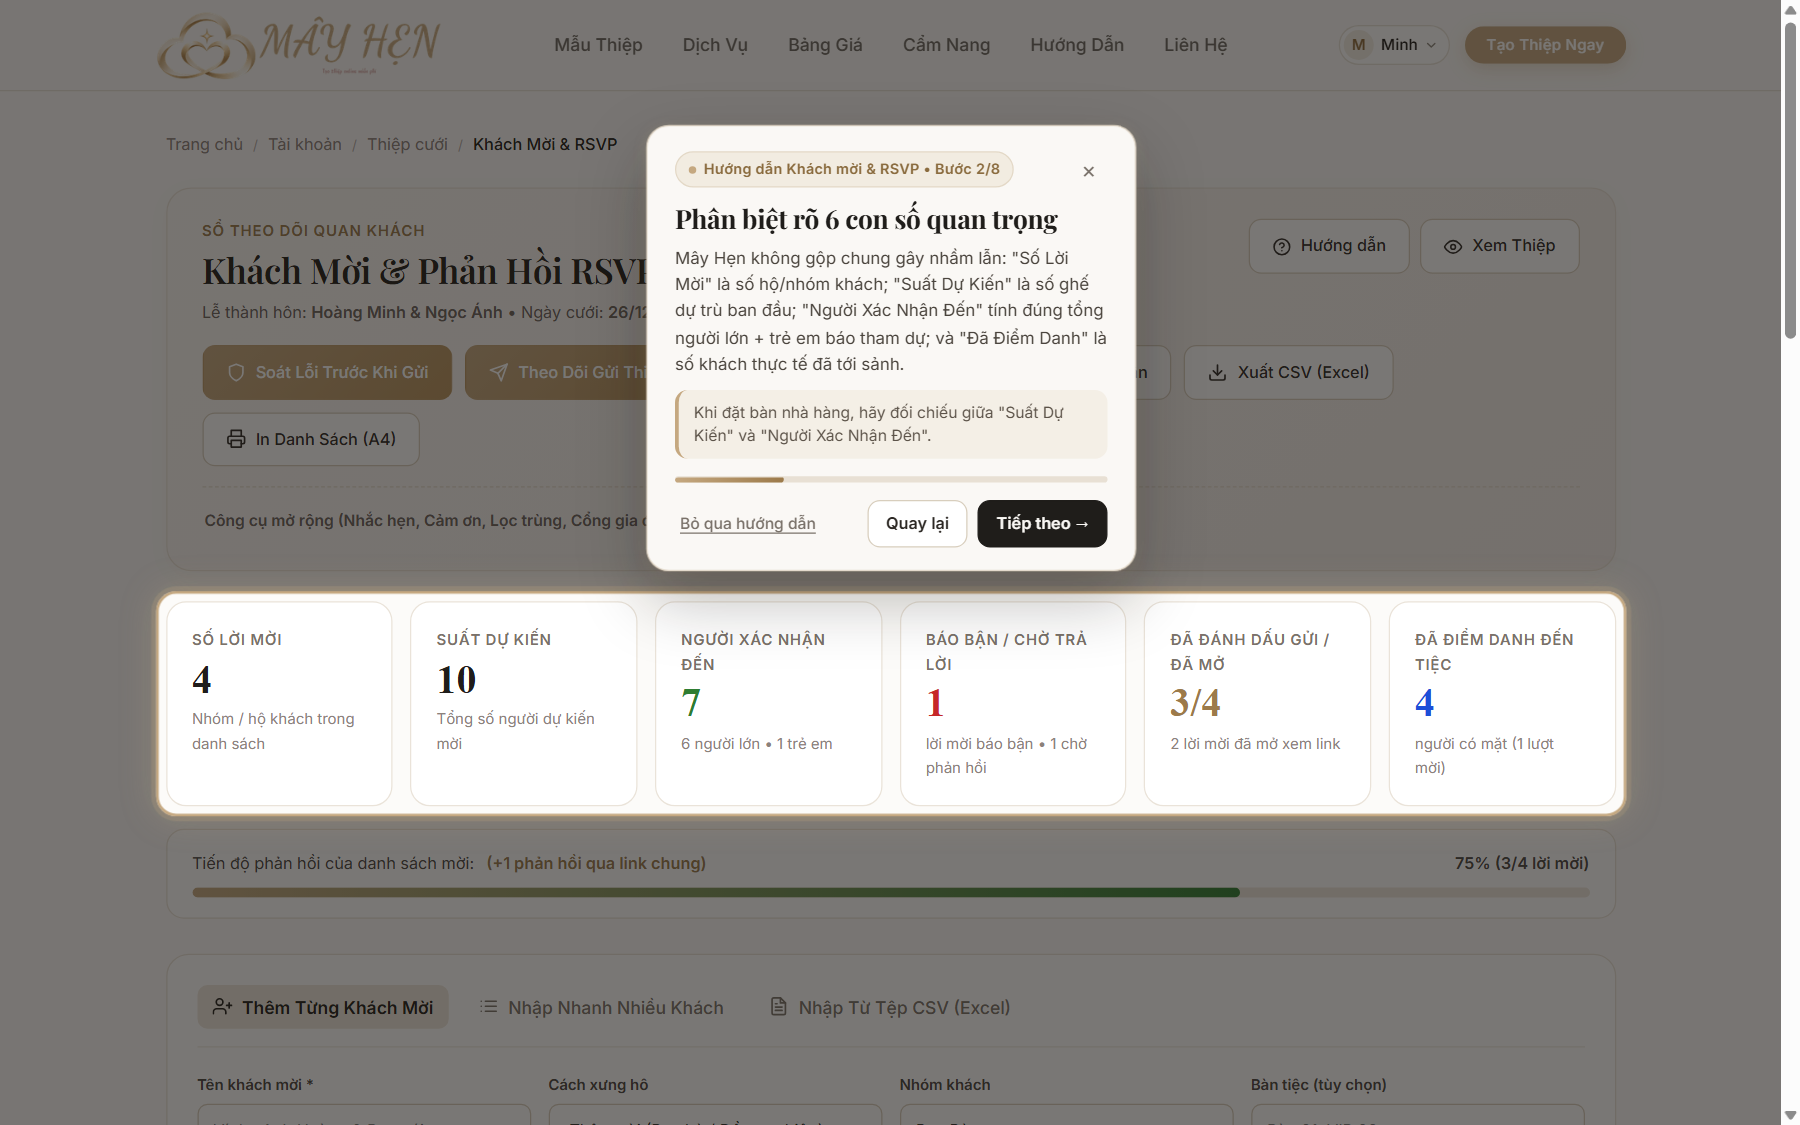 MÂY HẸN
Mẫu Thiệp
Dịch Vụ
Bảng Giá
Cẩm Nang
Hướng Dẫn
Liên Hệ
M Minh
Tạo Thiệp Ngay
Trang chủ / Tài khoản / Thiệp cưới / Khách Mời & RSVP
SỔ THEO DÕI QUAN KHÁCH
Khách Mời & Phản Hồi RSVP
Lễ thành hôn: Hoàng Minh & Ngọc Ánh • Ngày cưới: 26/12
Hướng dẫn
Xem Thiệp
Soát Lỗi Trước Khi Gửi
Theo Dõi Gửi
Xuất CSV (Excel)
In Danh Sách (A4)
Công cụ mở rộng (Nhắc hẹn, Cảm ơn, Lọc trùng, Cổng gia
Hướng dẫn Khách mời & RSVP • Bước 2/8
×
Phân biệt rõ 6 con số quan trọng
Mây Hẹn không gộp chung gây nhầm lẫn: "Số Lời
Mời" là số hộ/nhóm khách; "Suất Dự Kiến" là số ghế
dự trù ban đầu; "Người Xác Nhận Đến" tính đúng tổng
người lớn + trẻ em báo tham dự; và "Đã Điểm Danh" là
số khách thực tế đã tới sảnh.
Khi đặt bàn nhà hàng, hãy đối chiếu giữa "Suất Dự
Kiến" và "Người Xác Nhận Đến".
Bỏ qua hướng dẫn
Quay lại
Tiếp theo →
SỐ LỜI MỜI
4
Nhóm / hộ khách trong
danh sách
SUẤT DỰ KIẾN
10
Tổng số người dự kiến
mời
NGƯỜI XÁC NHẬN
ĐẾN
7
6 người lớn • 1 trẻ em
BÁO BẬN / CHỜ TRẢ
LỜI
1
lời mời báo bận • 1 chờ
phản hồi
ĐÃ ĐÁNH DẤU GỬI /
ĐÃ MỞ
3/4
2 lời mời đã mở xem link
ĐÃ ĐIỂM DANH ĐẾN
TIỆC
4
người có mặt (1 lượt
mời)
Tiến độ phản hồi của danh sách mời: (+1 phản hồi qua link chung)
75% (3/4 lời mời)
Thêm Từng Khách Mời
Nhập Nhanh Nhiều Khách
Nhập Từ Tệp CSV (Excel)
Tên khách mời *
Cách xưng hô
Nhóm khách
Bàn tiệc (tùy chọn)